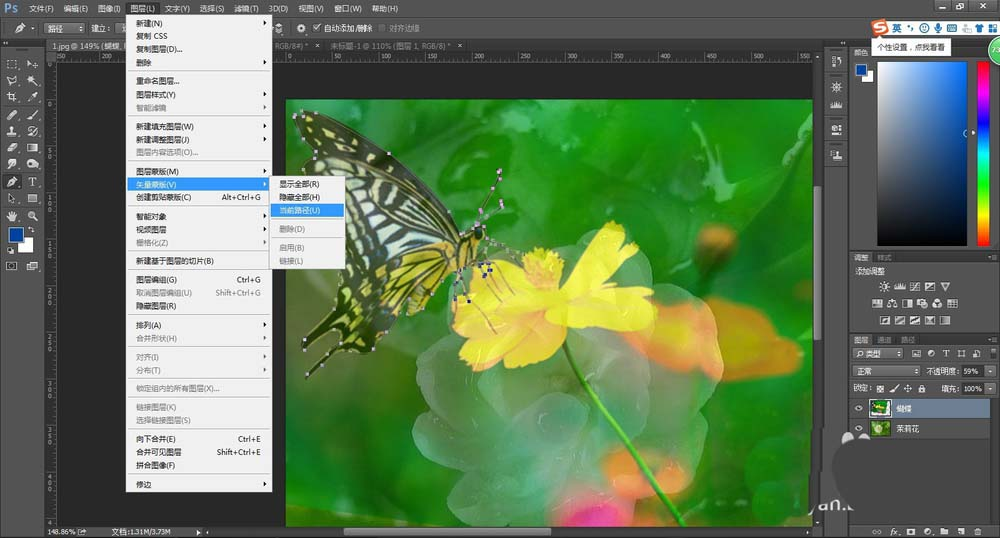 Ps 文件(F) 编辑(E) 图像(I) 图层(L) 文字(Y) 选择(S) 滤镜(T) 3D(D) 视图(V) 窗口(W) 帮助(H)
路径 建立: 自动添加/删除 对齐边缘
英
个性设置，点我看看
1.jpg @ 149% (蝴蝶, RGB/8#) * × 未标题-1 @ 110% (图层 1, RGB/8) * ×
新建(N)
复制 CSS
复制图层(D)...
删除
重命名图层...
图层样式(Y)
智能滤镜
新建填充图层(W)
新建调整图层(J)
图层内容选项(O)...
图层蒙版(M)
矢量蒙版(V)
创建剪贴蒙版(C) Alt+Ctrl+G
智能对象
视频图层
栅格化(Z)
新建基于图层的切片(B)
图层编组(G) Ctrl+G
取消图层编组(U) Shift+Ctrl+G
隐藏图层(R)
排列(A)
合并形状(H)
对齐(I)
分布(T)
锁定组内的所有图层(X)...
链接图层(K)
选择链接图层(S)
向下合并(E) Ctrl+E
合并可见图层 Shift+Ctrl+E
拼合图像(F)
修边
显示全部(R)
隐藏全部(H)
当前路径(U)
删除(D)
启用(B)
链接(L)
颜色
调整 样式
添加调整
图层 通道 路径
类型
正常 不透明度: 59%
锁定: 填充: 100%
蝴蝶
茉莉花
148.86% 文档:1.31M/3.73M